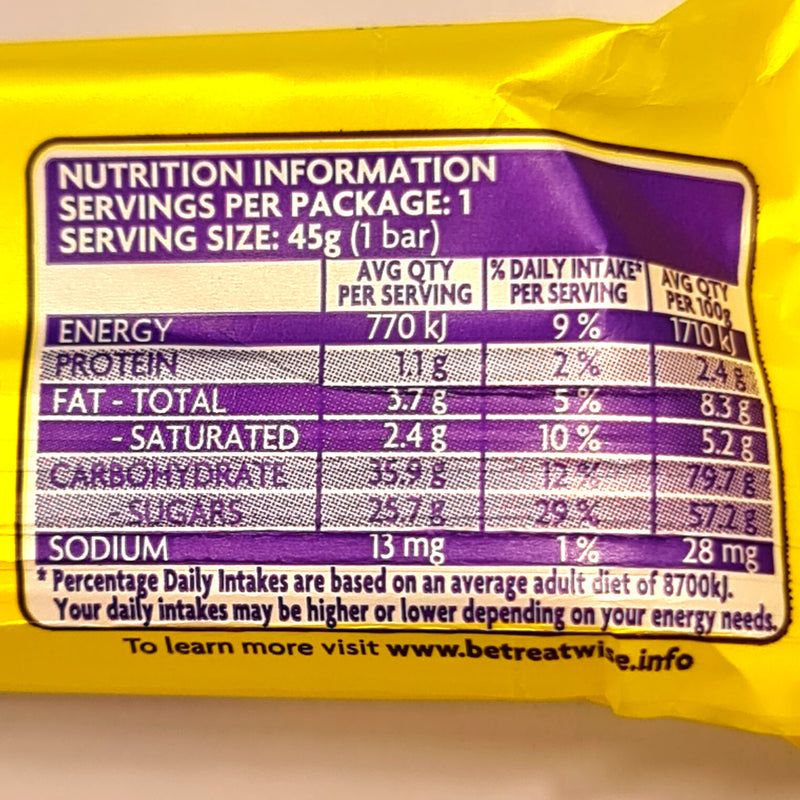 NUTRITION INFORMATION
SERVINGS PER PACKAGE: 1
SERVING SIZE: 45g (1 bar)
AVG QTY PER SERVING % DAILY INTAKE* PER SERVING AVG QTY PER 100g
ENERGY 770 kJ 9 % 1710 kJ
PROTEIN 1.1 g 2 % 2.4 g
FAT - TOTAL 3.7 g 5 % 8.3 g
- SATURATED 2.4 g 10 % 5.2 g
CARBOHYDRATE 35.9 g 12 % 79.7 g
- SUGARS 25.7 g 29 % 57.2 g
SODIUM 13 mg 1 % 28 mg
* Percentage Daily Intakes are based on an average adult diet of 8700kJ.
Your daily intakes may be higher or lower depending on your energy needs.
To learn more visit www.betreatwise.info